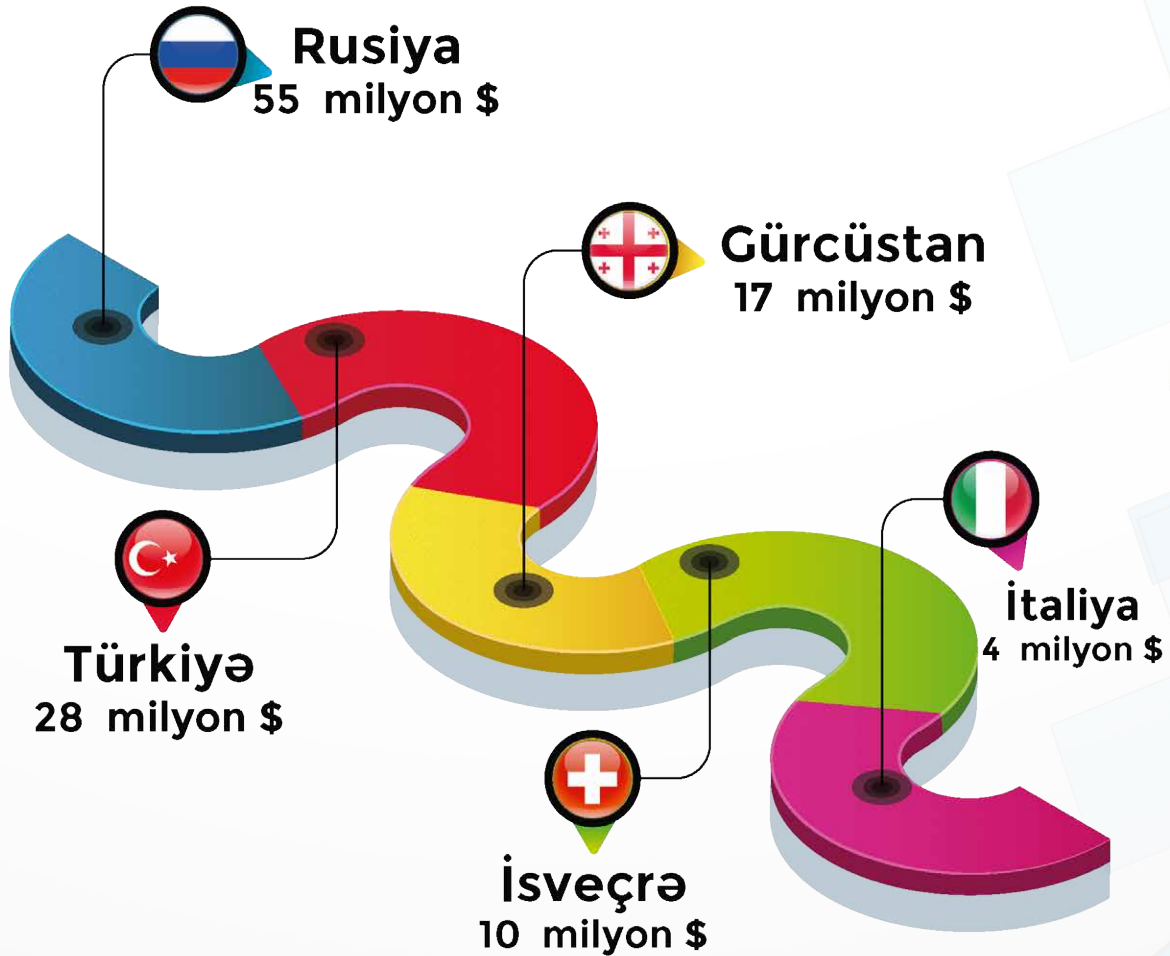 Rusiya
55 milyon $
Gürcüstan
17 milyon $
İtaliya
4 milyon $
Türkiyə
28 milyon $
İsveçrə
10 milyon $